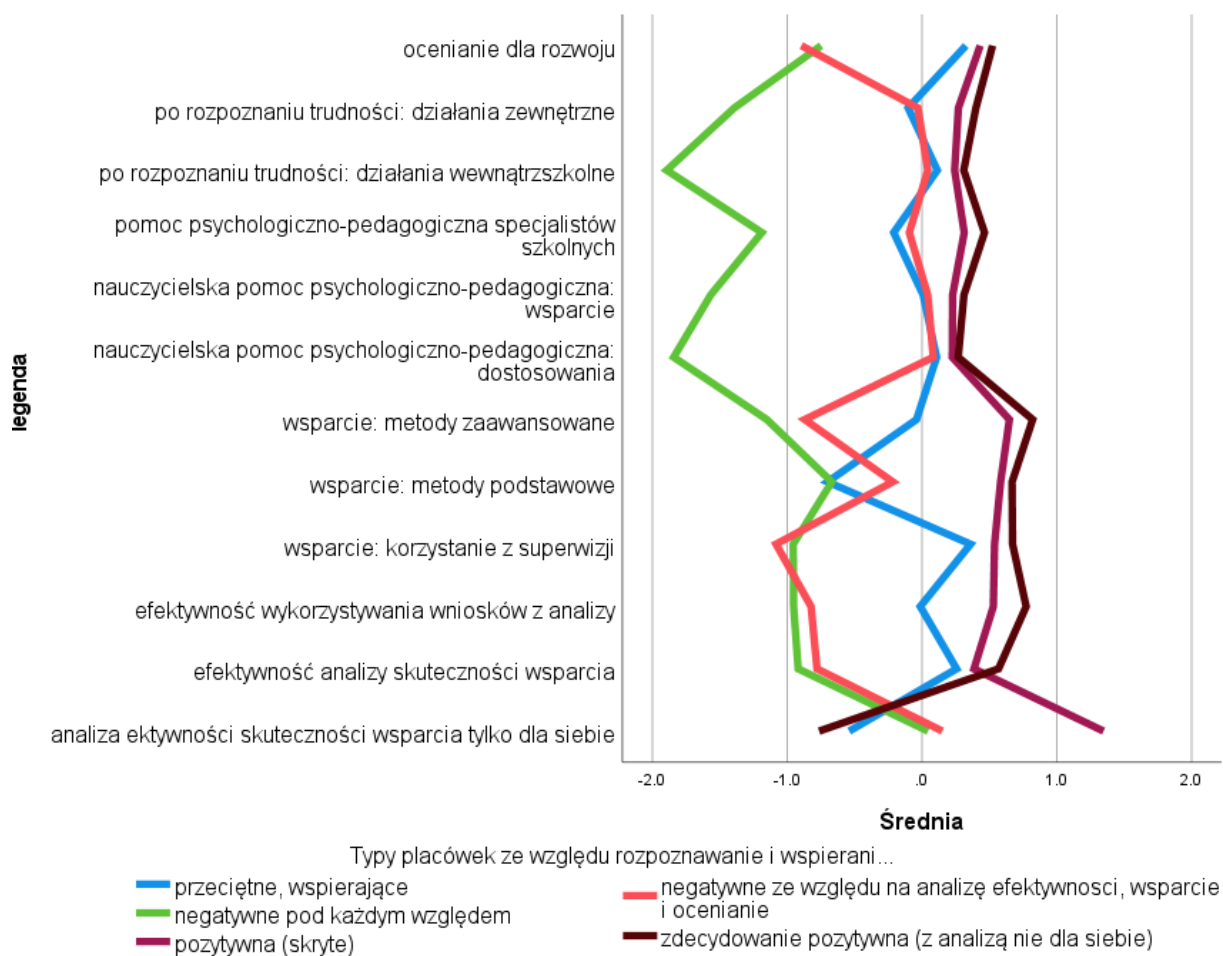 ocenianie dla rozwoju
po rozpoznaniu trudności: działania zewnętrzne
po rozpoznaniu trudności: działania wewnątrzszkolne
pomoc psychologiczno-pedagogiczna specjalistów
szkolnych
nauczycielska pomoc psychologiczno-pedagogiczna:
wsparcie
nauczycielska pomoc psychologiczno-pedagogiczna:
dostosowania
legenda
wsparcie: metody zaawansowane
wsparcie: metody podstawowe
wsparcie: korzystanie z superwizji
efektywność wykorzystywania wniosków z analizy
efektywność analizy skuteczności wsparcia
analiza ektywności skuteczności wsparcia tylko dla siebie
-2.0 -1.0 .0 1.0 2.0
Średnia
Typy placówek ze względu rozpoznawanie i wspierani...
przeciętne, wspierające
negatywne pod każdym względem
pozytywna (skryte)
negatywne ze względu na analizę efektywnosci, wsparcie
i ocenianie
zdecydowanie pozytywna (z analizą nie dla siebie)